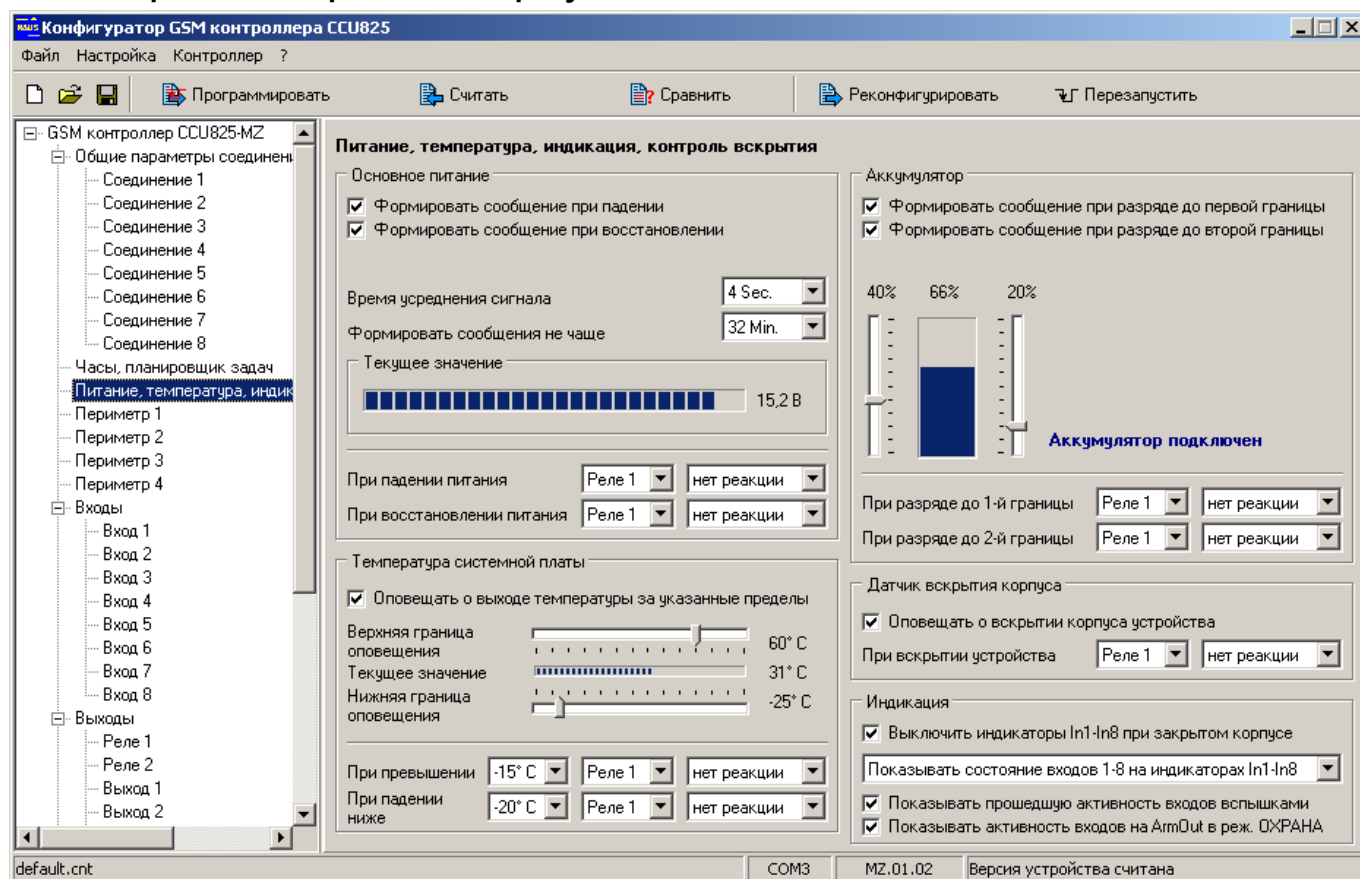 Конфигуратор GSM контроллера CCU825
Файл Настройка Контроллер ?
Программировать Считать Сравнить Реконфигурировать Перезапустить
GSM контроллер CCU825-MZ
Общие параметры соединени
Соединение 1
Соединение 2
Соединение 3
Соединение 4
Соединение 5
Соединение 6
Соединение 7
Соединение 8
Часы, планировщик задач
Питание, температура, индик
Периметр 1
Периметр 2
Периметр 3
Периметр 4
Входы
Вход 1
Вход 2
Вход 3
Вход 4
Вход 5
Вход 6
Вход 7
Вход 8
Выходы
Реле 1
Реле 2
Выход 1
Выход 2
Питание, температура, индикация, контроль вскрытия
Основное питание
Формировать сообщение при падении
Формировать сообщение при восстановлении
Время усреднения сигнала 4 Sec.
Формировать сообщения не чаще 32 Min.
Текущее значение
15,2 В
При падении питания Реле 1 нет реакции
При восстановлении питания Реле 1 нет реакции
Температура системной платы
Оповещать о выходе температуры за указанные пределы
Верхняя граница
оповещения 60° C
Текущее значение 31° C
Нижняя граница
оповещения -25° C
При превышении -15° C Реле 1 нет реакции
При падении
ниже -20° C Реле 1 нет реакции
Аккумулятор
Формировать сообщение при разряде до первой границы
Формировать сообщение при разряде до второй границы
40% 66% 20%
Аккумулятор подключен
При разряде до 1-й границы Реле 1 нет реакции
При разряде до 2-й границы Реле 1 нет реакции
Датчик вскрытия корпуса
Оповещать о вскрытии корпуса устройства
При вскрытии устройства Реле 1 нет реакции
Индикация
Выключить индикаторы In1-In8 при закрытом корпусе
Показывать состояние входов 1-8 на индикаторах In1-In8
Показывать прошедшую активность входов вспышками
Показывать активность входов на ArmOut в реж. ОХРАНА
default.cnt COM3 MZ.01.02 Версия устройства считана